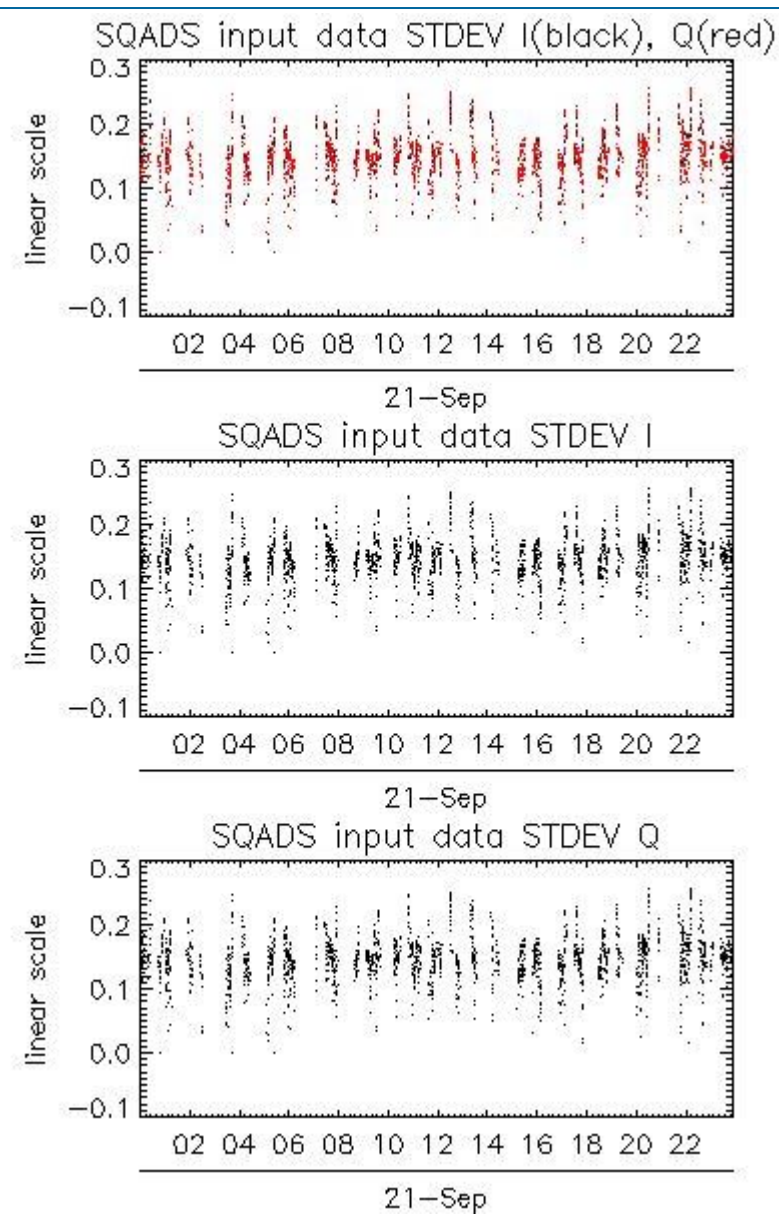 SQADS input data STDEV I(black), Q(red)
0.3
0.2
0.1
0.0
−0.1
linear scale
02 04 06 08 10 12 14 16 18 20 22
21−Sep
SQADS input data STDEV I
0.3
0.2
0.1
0.0
−0.1
linear scale
02 04 06 08 10 12 14 16 18 20 22
21−Sep
SQADS input data STDEV Q
0.3
0.2
0.1
0.0
−0.1
linear scale
02 04 06 08 10 12 14 16 18 20 22
21−Sep